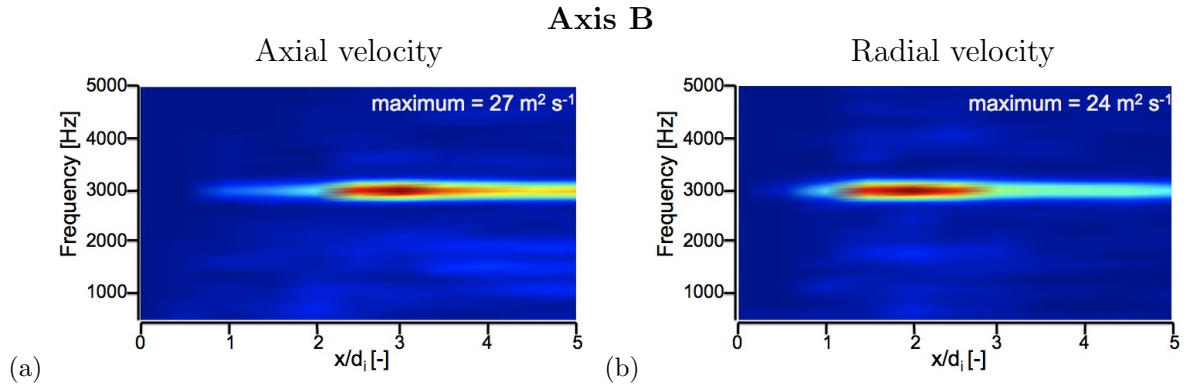 Axis B
Axial velocity
Radial velocity
maximum = 27 m² s⁻¹
5000
4000
3000
2000
1000
Frequency [Hz]
0 1 2 3 4 5
x/dᵢ [-]
(a)
maximum = 24 m² s⁻¹
5000
4000
3000
2000
1000
Frequency [Hz]
0 1 2 3 4 5
x/dᵢ [-]
(b)